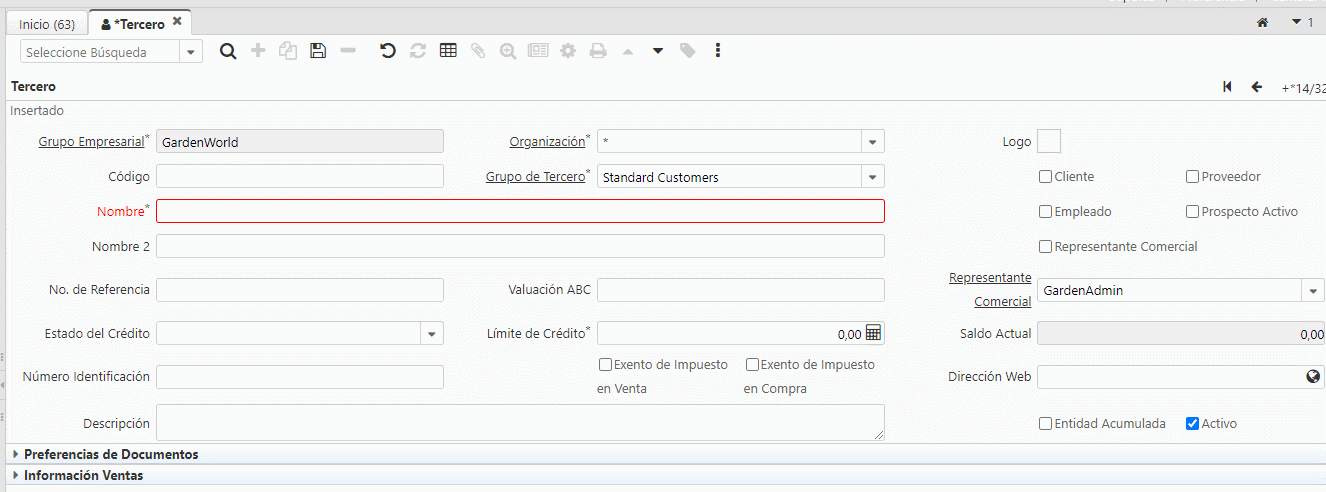 Inicio (63)
*Tercero
1
Seleccione Búsqueda
Tercero
+*14/32
Insertado
Grupo Empresarial* GardenWorld Organización* * Logo
Código Grupo de Tercero* Standard Customers Cliente Proveedor
Nombre* Empleado Prospecto Activo
Nombre 2 Representante Comercial
No. de Referencia Valuación ABC Representante
Comercial GardenAdmin
Estado del Crédito Límite de Crédito* 0,00 Saldo Actual 0,00
Número Identificación Exento de Impuesto
en Venta Exento de Impuesto
en Compra Dirección Web
Descripción Entidad Acumulada Activo
Preferencias de Documentos
Información Ventas